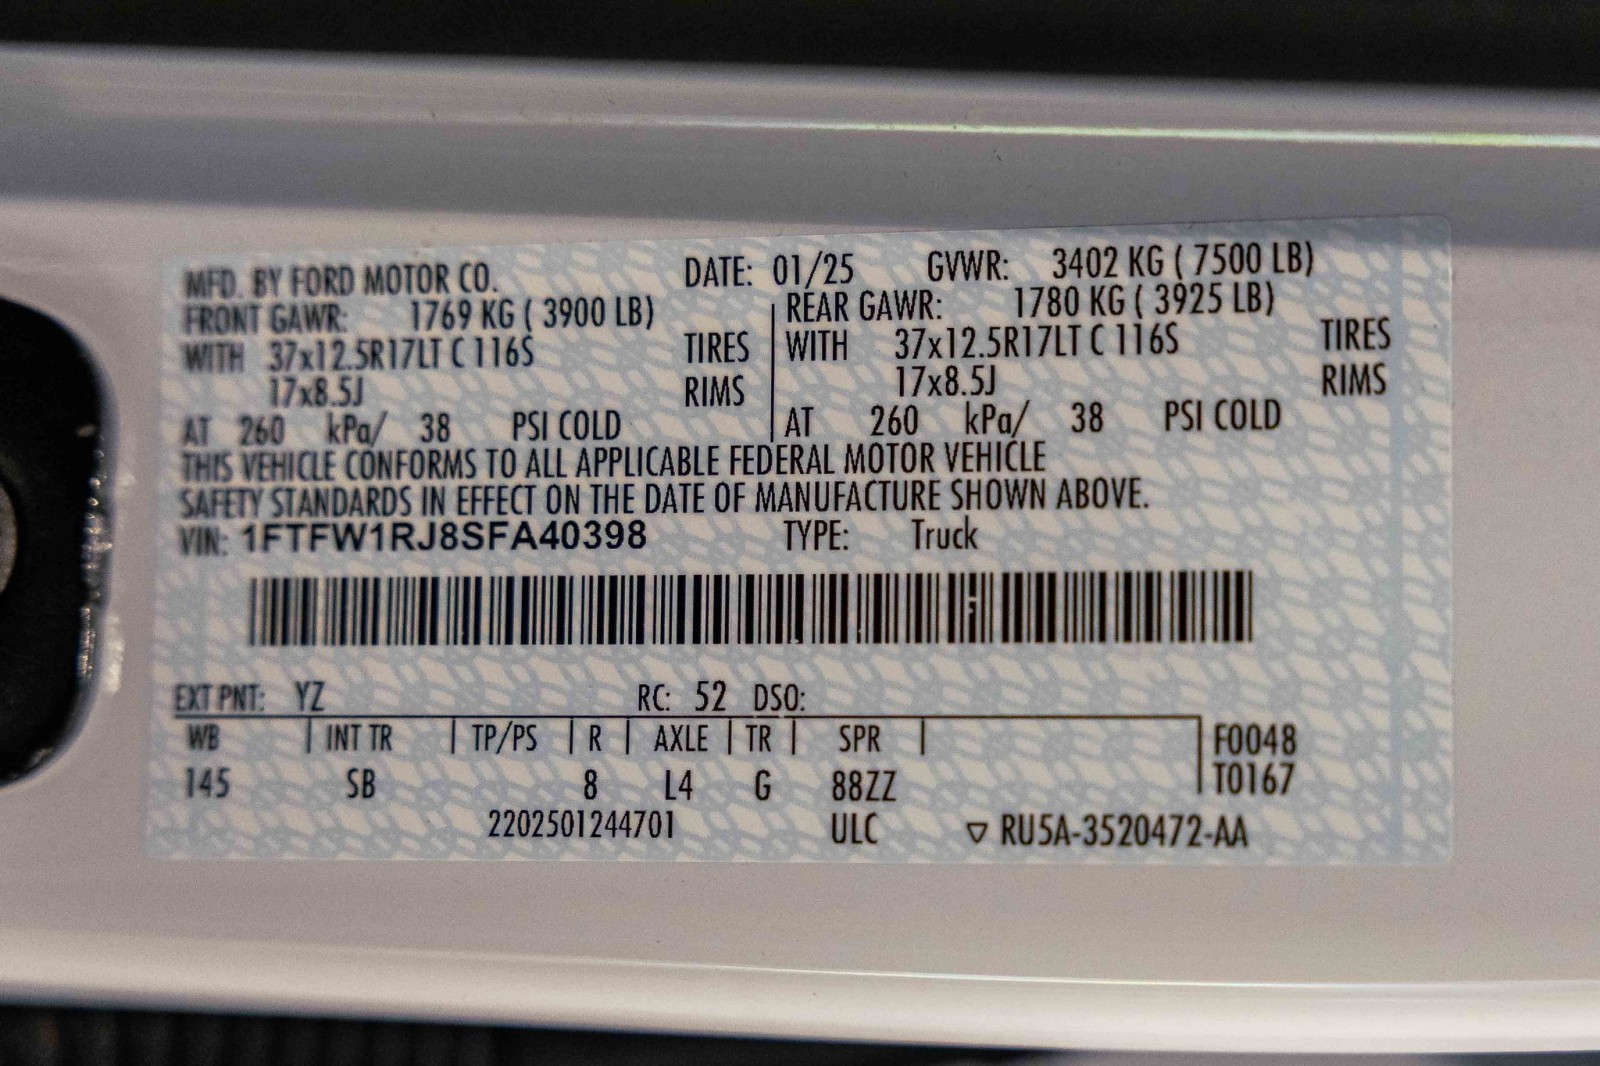 MFD. BY FORD MOTOR CO. DATE: 01/25 GVWR: 3402 KG ( 7500 LB)
FRONT GAWR: 1769 KG ( 3900 LB) REAR GAWR: 1780 KG ( 3925 LB)
WITH 37x12.5R17LT C 116S TIRES WITH 37x12.5R17LT C 116S TIRES
17x8.5J RIMS 17x8.5J RIMS
AT 260 kPa/ 38 PSI COLD AT 260 kPa/ 38 PSI COLD
THIS VEHICLE CONFORMS TO ALL APPLICABLE FEDERAL MOTOR VEHICLE
SAFETY STANDARDS IN EFFECT ON THE DATE OF MANUFACTURE SHOWN ABOVE.
VIN: 1FTFW1RJ8SFA40398 TYPE: Truck
EXT PNT: YZ RC: 52 DSO:
WB | INT TR | TP/PS | R | AXLE | TR | SPR | F0048
145 SB 8 L4 G 88ZZ T0167
2202501244701 ULC ▽ RU5A-3520472-AA